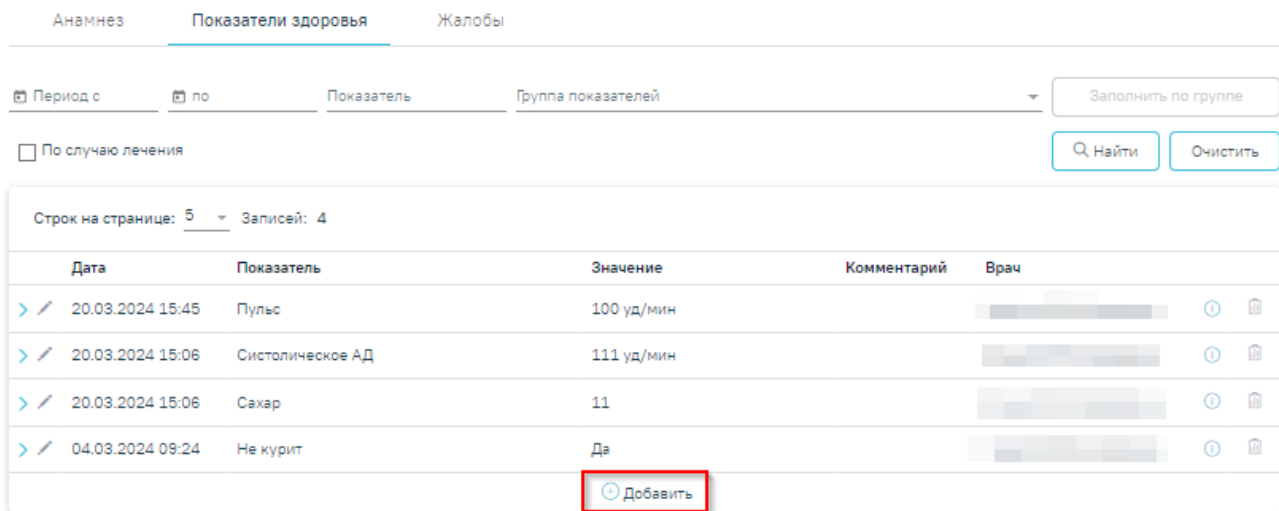 Анамнез Показатели здоровья Жалобы
Период с по Показатель Группа показателей Заполнить по группе
По случаю лечения Найти Очистить
Строк на странице: 5 Записей: 4
Дата Показатель Значение Комментарий Врач
20.03.2024 15:45 Пульс 100 уд/мин
20.03.2024 15:06 Систолическое АД 111 уд/мин
20.03.2024 15:06 Сахар 11
04.03.2024 09:24 Не курит Да
Добавить